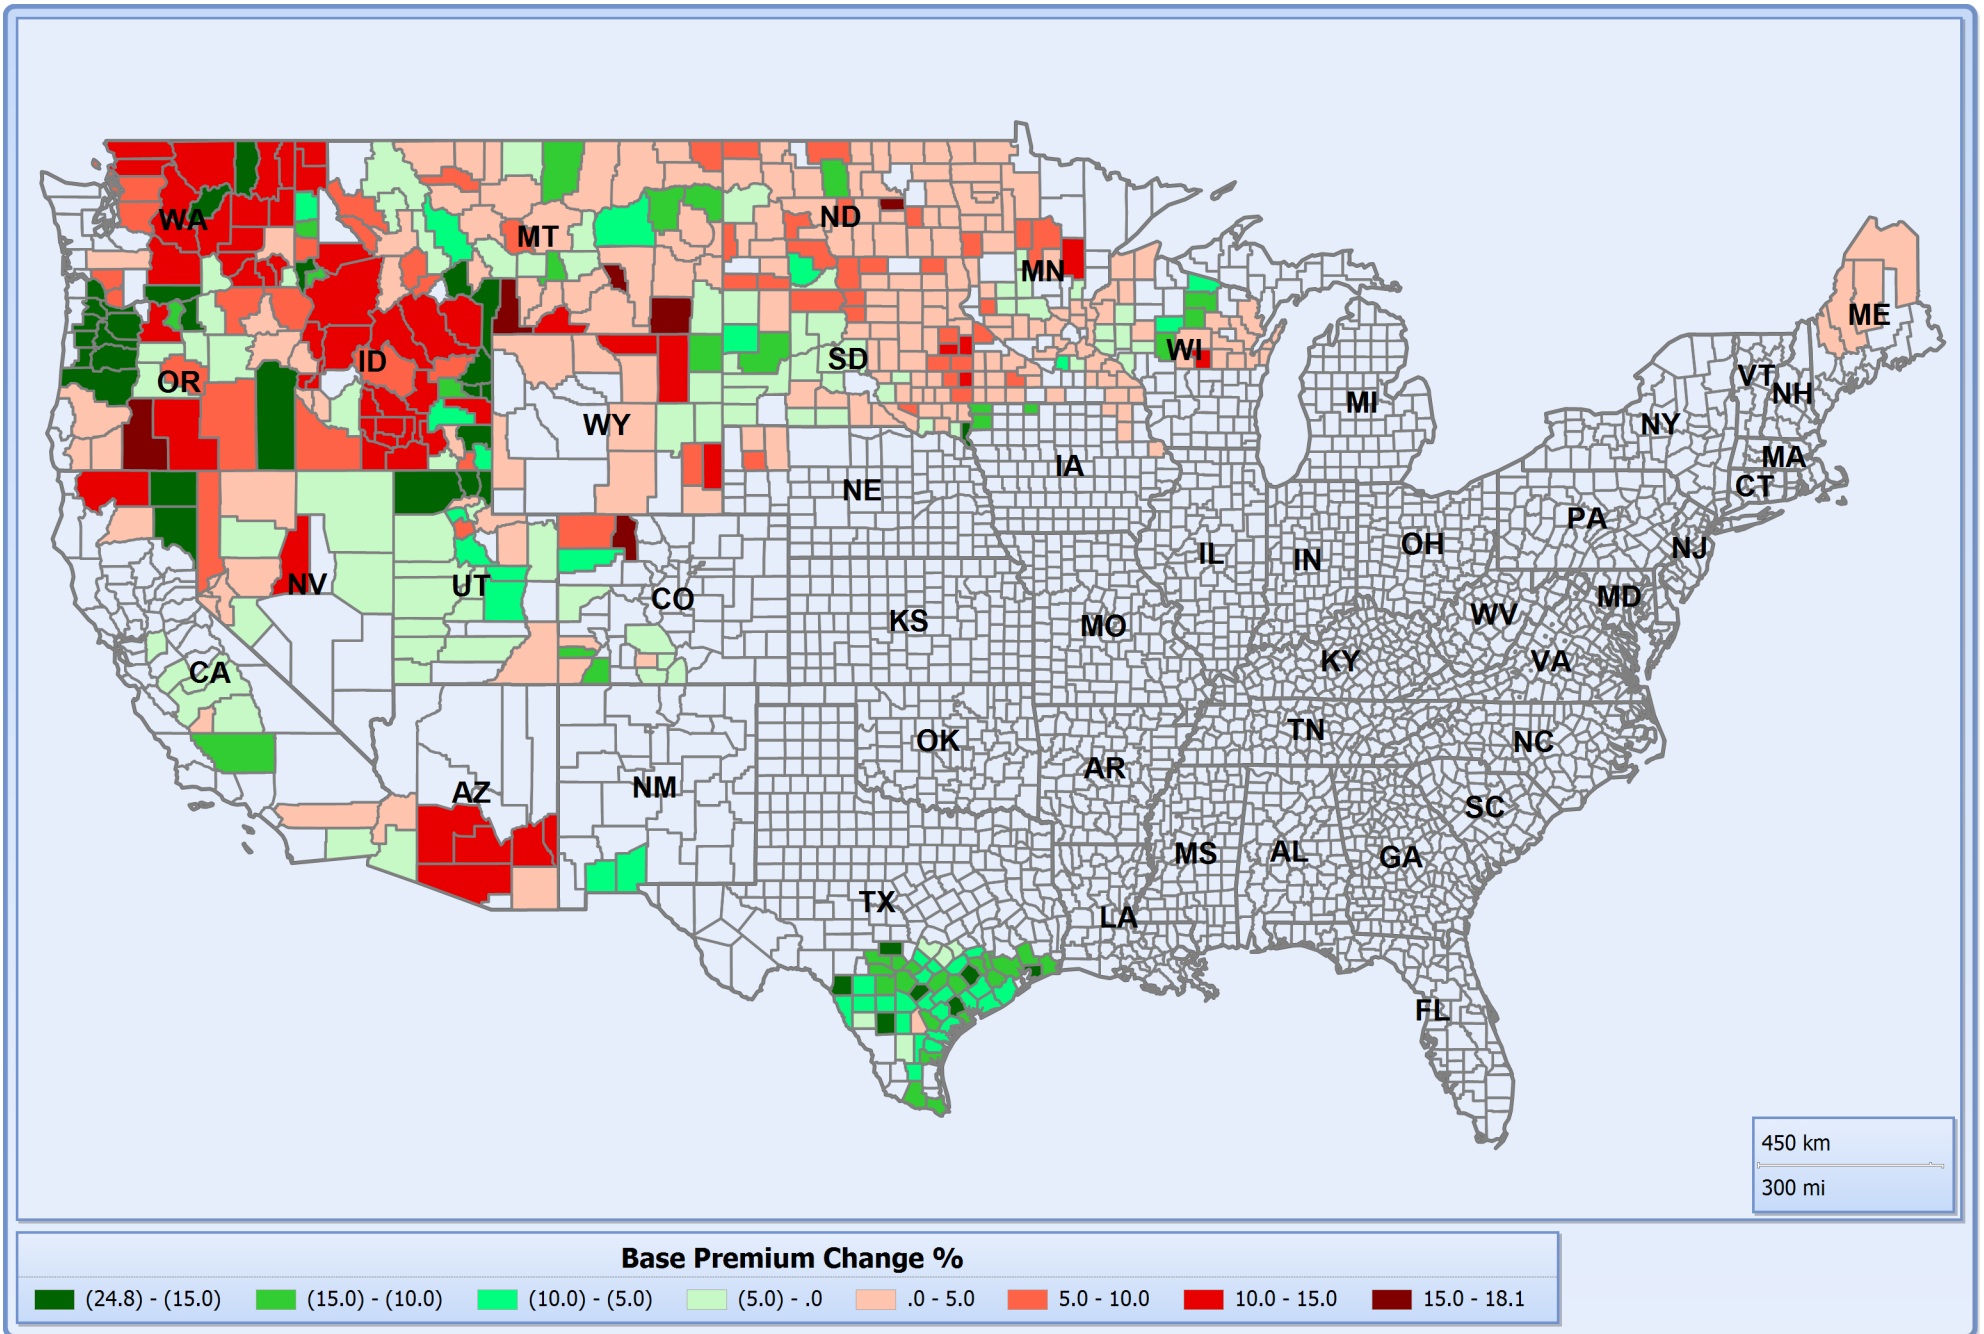 WA
MT
ND
MN
ME
OR
ID
SD
WI
WY
MI
VT
NH
NY
MA
CT
NE
IA
PA
NJ
NV
UT
CO
IL
IN
OH
MD
WV
KS
MO
KY
VA
CA
AZ
NM
OK
AR
TN
NC
SC
MS
AL
GA
TX
LA
FL
450 km
300 mi
Base Premium Change %
(24.8) - (15.0) (15.0) - (10.0) (10.0) - (5.0) (5.0) - .0 .0 - 5.0 5.0 - 10.0 10.0 - 15.0 15.0 - 18.1